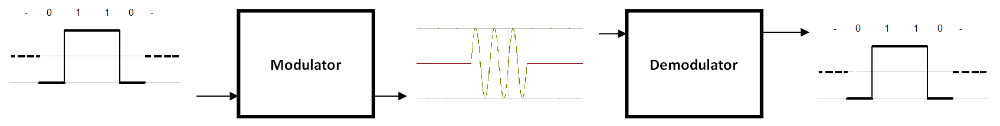 - 0 1 1 0 -
Modulator
Demodulator
- 0 1 1 0 -